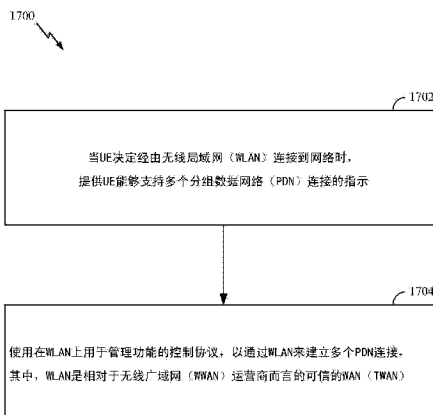 1700
1702
当UE决定经由无线局域网（WLAN）连接到网络时，
提供UE能够支持多个分组数据网络（PDN）连接的指示
1704
使用在WLAN上用于管理功能的控制协议，以通过WLAN来建立多个PDN连接，
其中，WLAN是相对于无线广域网（WWAN）运营商而言的可信的WAN（TWAN）